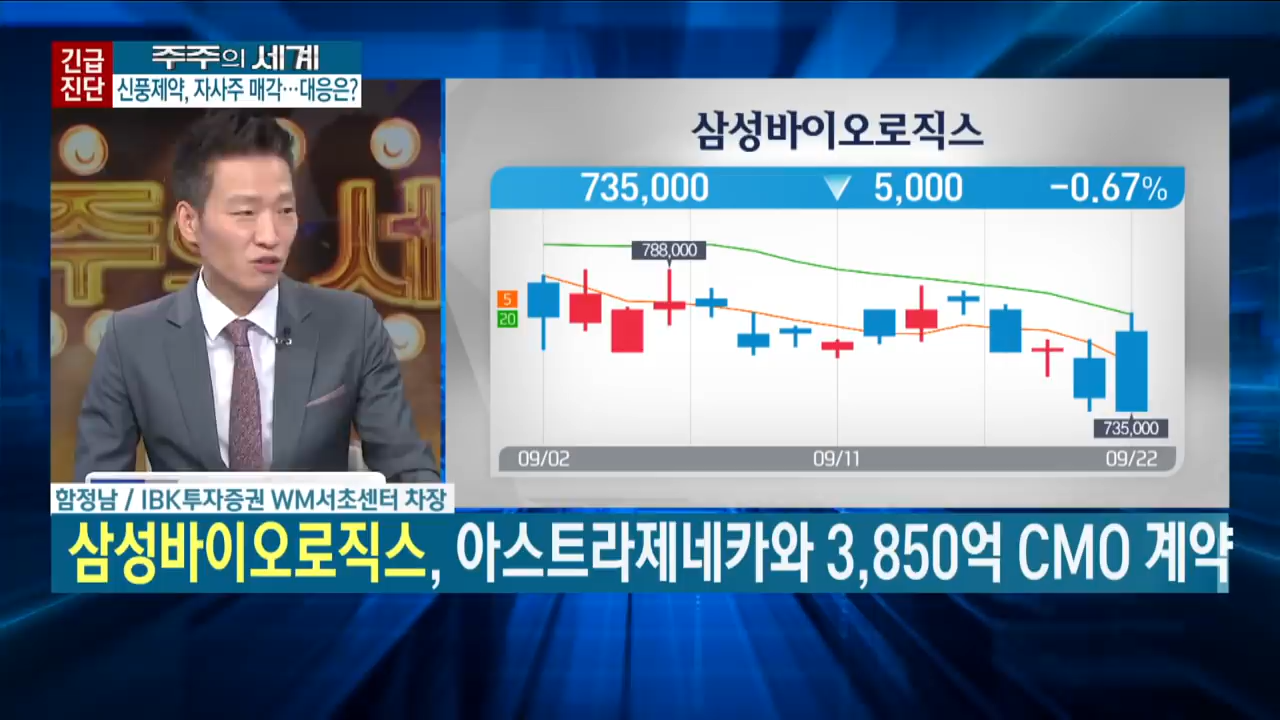 긴급
진단
주주의 세계
신풍제약, 자사주 매각…대응은?
주의 세
삼성바이오로직스
735,000 ▼ 5,000 -0.67%
788,000
5
20
735,000
09/02 09/11 09/22
함정남 / IBK투자증권 WM서초센터 차장
삼성바이오로직스, 아스트라제네카와 3,850억 CMO 계약